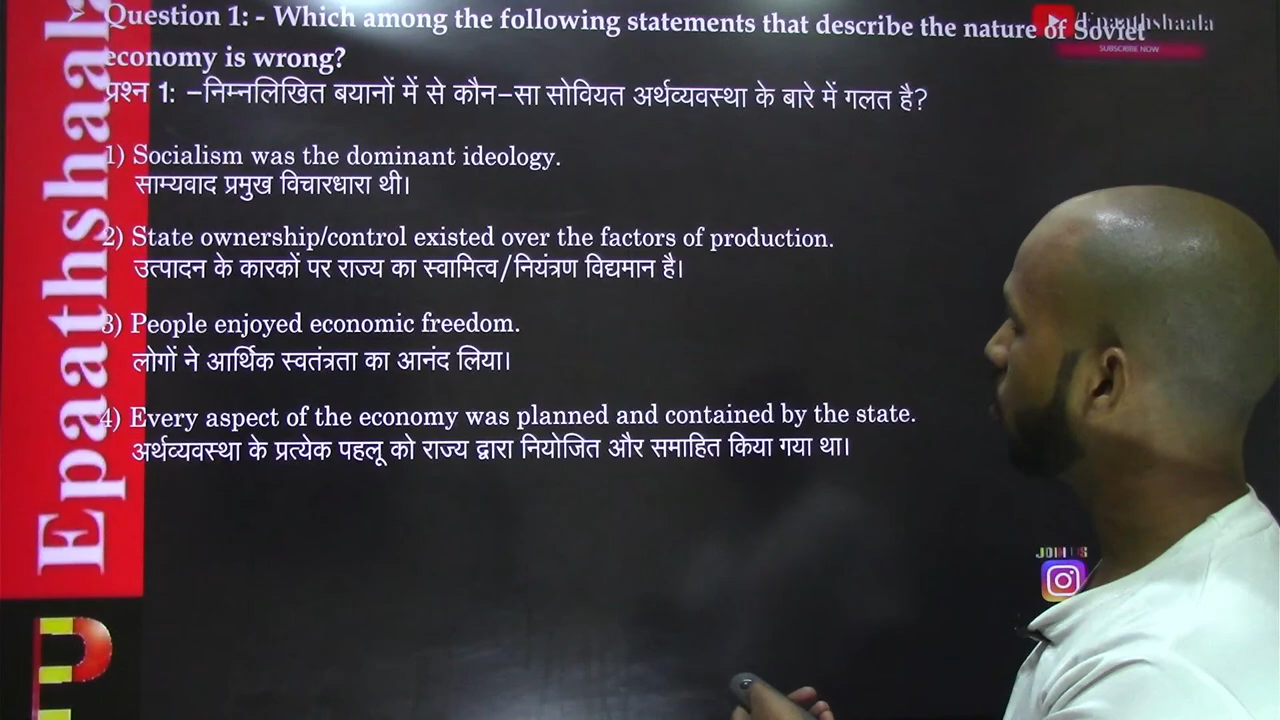 Question 1: - Which among the following statements that describe the nature of Soviet
economy is wrong?
प्रश्न 1: -निम्नलिखित बयानों में से कौन-सा सोवियत अर्थव्यवस्था के बारे में गलत है?
1) Socialism was the dominant ideology.
साम्यवाद प्रमुख विचारधारा थी।
2) State ownership/control existed over the factors of production.
उत्पादन के कारकों पर राज्य का स्वामित्व/नियंत्रण विद्यमान है।
3) People enjoyed economic freedom.
लोगों ने आर्थिक स्वतंत्रता का आनंद लिया।
4) Every aspect of the economy was planned and contained by the state.
अर्थव्यवस्था के प्रत्येक पहलू को राज्य द्वारा नियोजित और समाहित किया गया था।
/Epaathshaala
SUBSCRIBE NOW
Epaathshaala
JOIN US